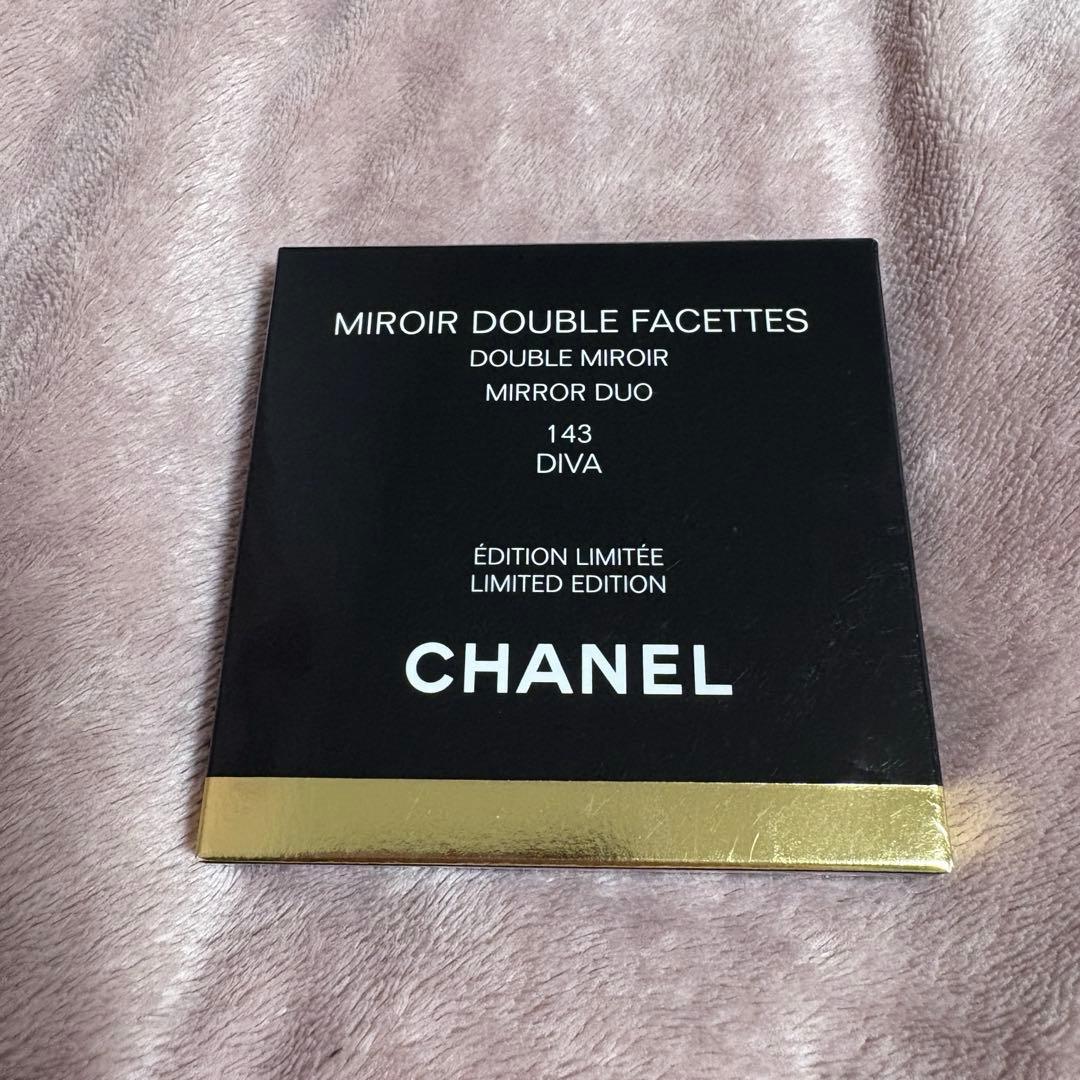 MIROIR DOUBLE FACETTES
DOUBLE MIROIR
MIRROR DUO
143
DIVA
ÉDITION LIMITÉE
LIMITED EDITION
CHANEL